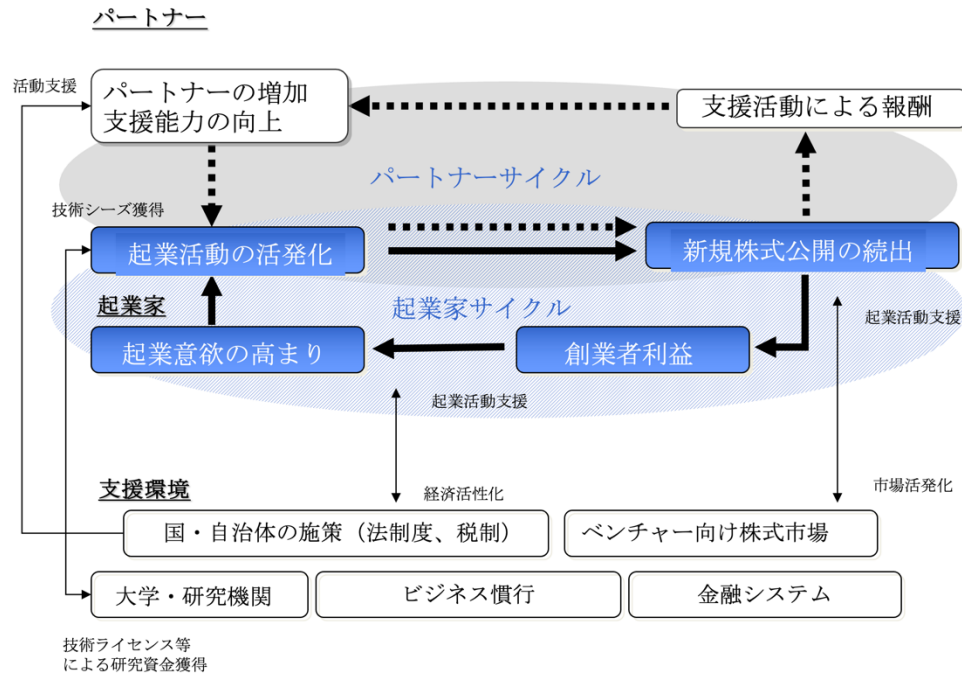 パートナー
活動支援
パートナーの増加
支援能力の向上
支援活動による報酬
パートナーサイクル
技術シーズ獲得
起業活動の活発化
新規株式公開の続出
起業家
起業家サイクル
起業活動支援
起業意欲の高まり
創業者利益
起業活動支援
支援環境
経済活性化
市場活発化
国・自治体の施策（法制度、税制）
ベンチャー向け株式市場
大学・研究機関
ビジネス慣行
金融システム
技術ライセンス等
による研究資金獲得